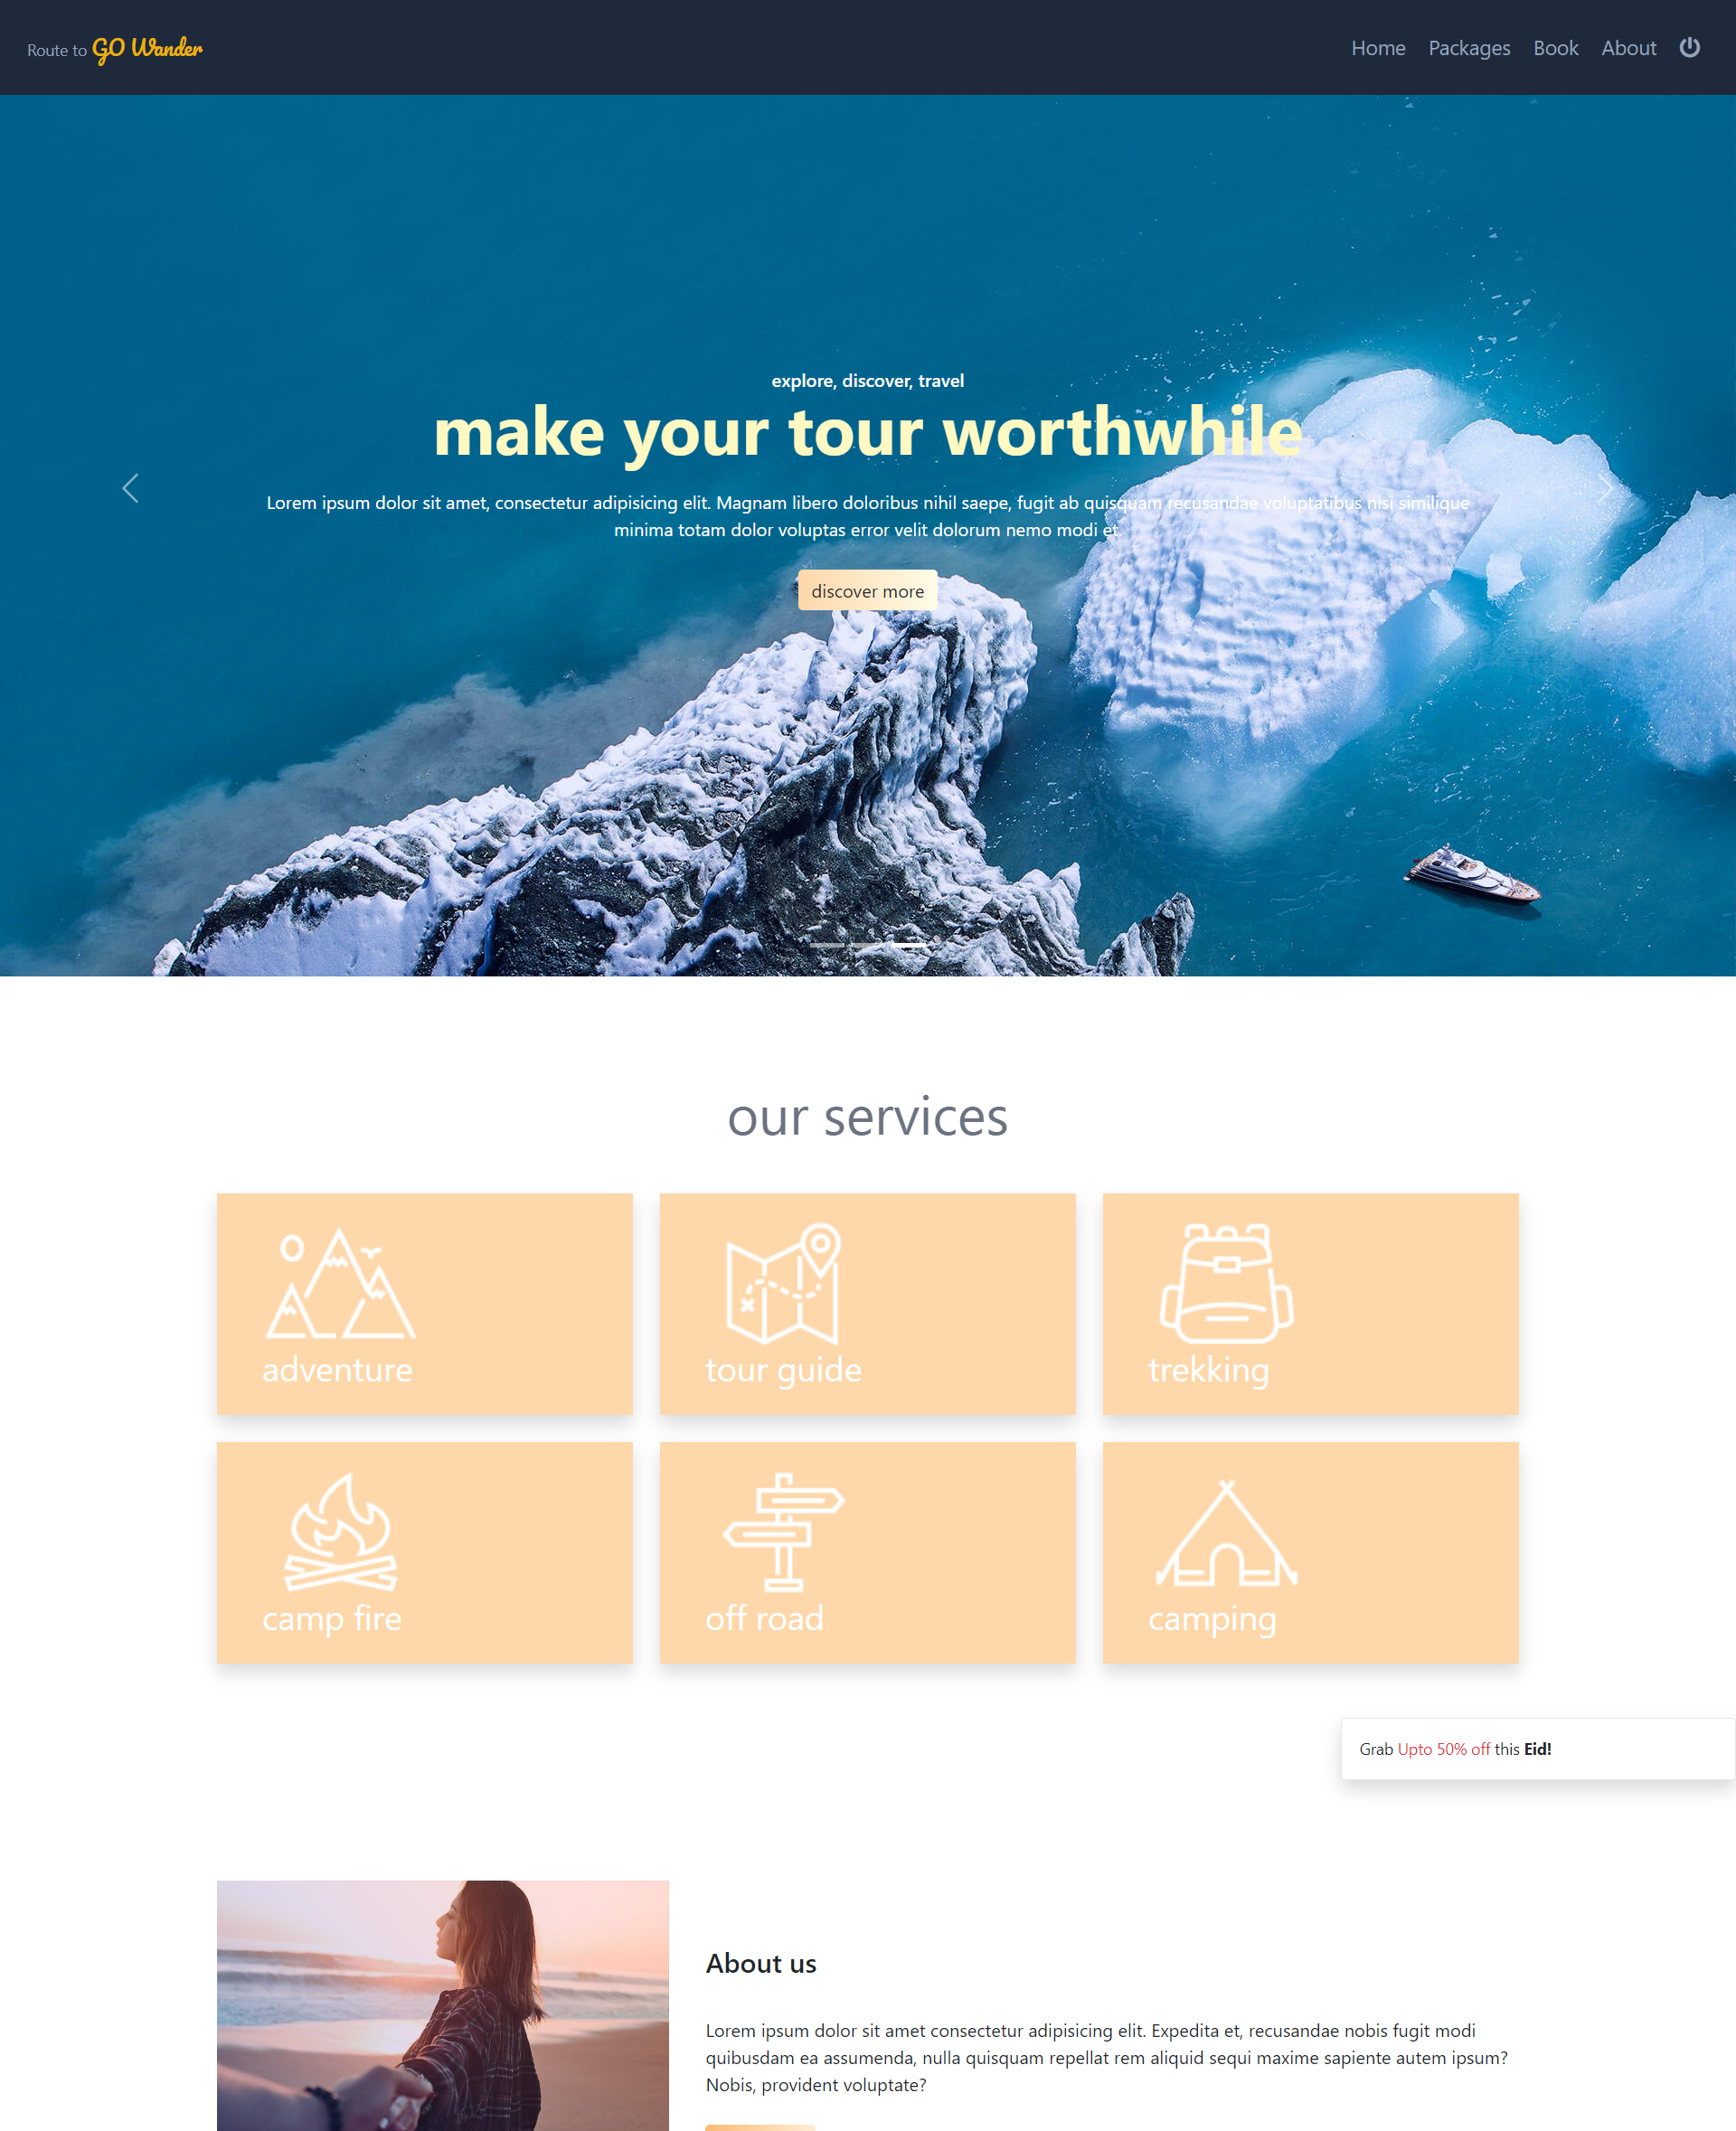 Route to GO Wander
Home Packages Book About
explore, discover, travel
make your tour worthwhile
Lorem ipsum dolor sit amet, consectetur adipisicing elit. Magnam libero doloribus nihil saepe, fugit ab quisquam recusandae voluptatibus nisi similique
minima totam dolor voluptas error velit dolorum nemo modi et.
discover more
our services
adventure
tour guide
trekking
camp fire
off road
camping
Grab Upto 50% off this Eid!
About us
Lorem ipsum dolor sit amet consectetur adipisicing elit. Expedita et, recusandae nobis fugit modi
quibusdam ea assumenda, nulla quisquam repellat rem aliquid sequi maxime sapiente autem ipsum?
Nobis, provident voluptate?